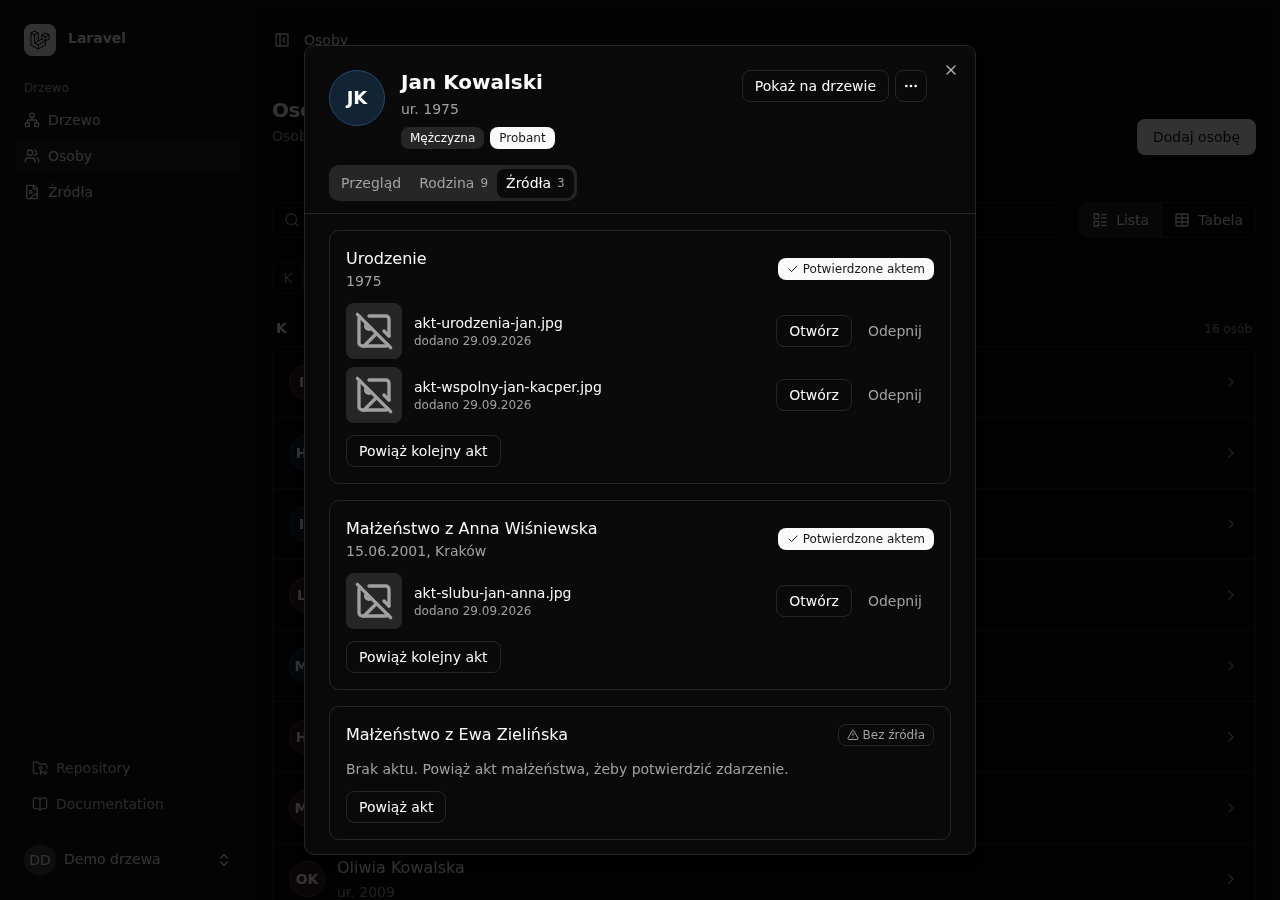 Laravel
Osoby
Drzewo
Drzewo
Osoby
Źródła
Dodaj osobę
Lista
Tabela
K
K
16 osób
JK
Jan Kowalski
ur. 1975
Mężczyzna
Probant
Pokaż na drzewie
Przegląd
Rodzina 9
Źródła 3
Urodzenie
1975
Potwierdzone aktem
akt-urodzenia-jan.jpg
dodano 29.09.2026
Otwórz
Odepnij
akt-wspolny-jan-kacper.jpg
dodano 29.09.2026
Otwórz
Odepnij
Powiąż kolejny akt
Małżeństwo z Anna Wiśniewska
15.06.2001, Kraków
Potwierdzone aktem
akt-slubu-jan-anna.jpg
dodano 29.09.2026
Otwórz
Odepnij
Powiąż kolejny akt
Małżeństwo z Ewa Zielińska
Bez źródła
Brak aktu. Powiąż akt małżeństwa, żeby potwierdzić zdarzenie.
Powiąż akt
OK
Oliwia Kowalska
ur. 2009
Repository
Documentation
DD
Demo drzewa